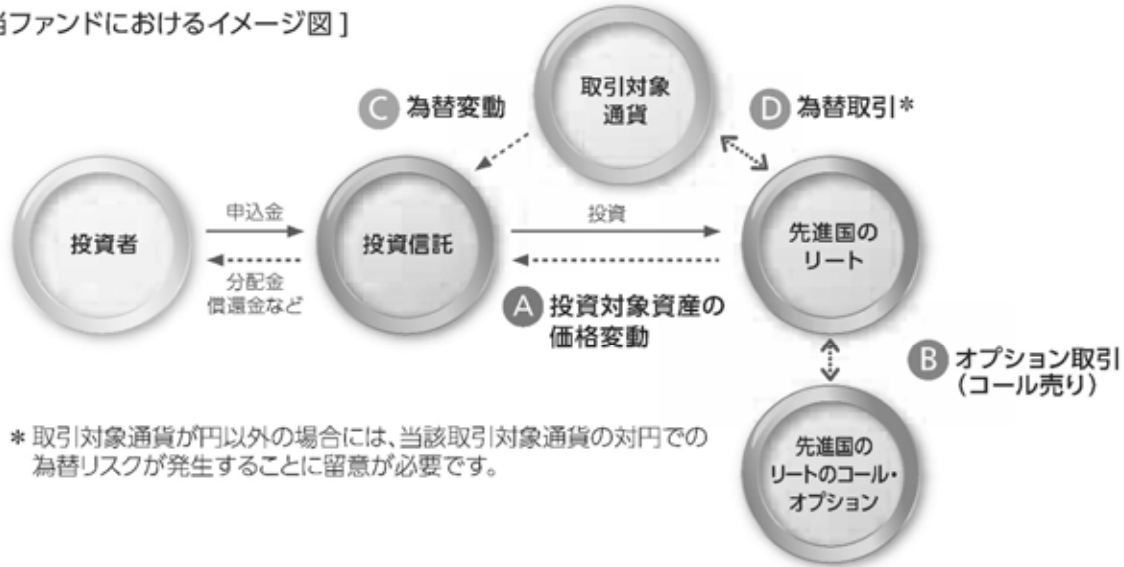 当ファンドにおけるイメージ図 ]
取引対象
通貨
C 為替変動
D 為替取引*
投資者
申込金
分配金
償還金など
投資信託
投資
先進国の
リート
A 投資対象資産の
価格変動
B オプション取引
(コール売り)
先進国の
リートのコール・
オプション
* 取引対象通貨が円以外の場合には、当該取引対象通貨の対円での
為替リスクが発生することに留意が必要です。